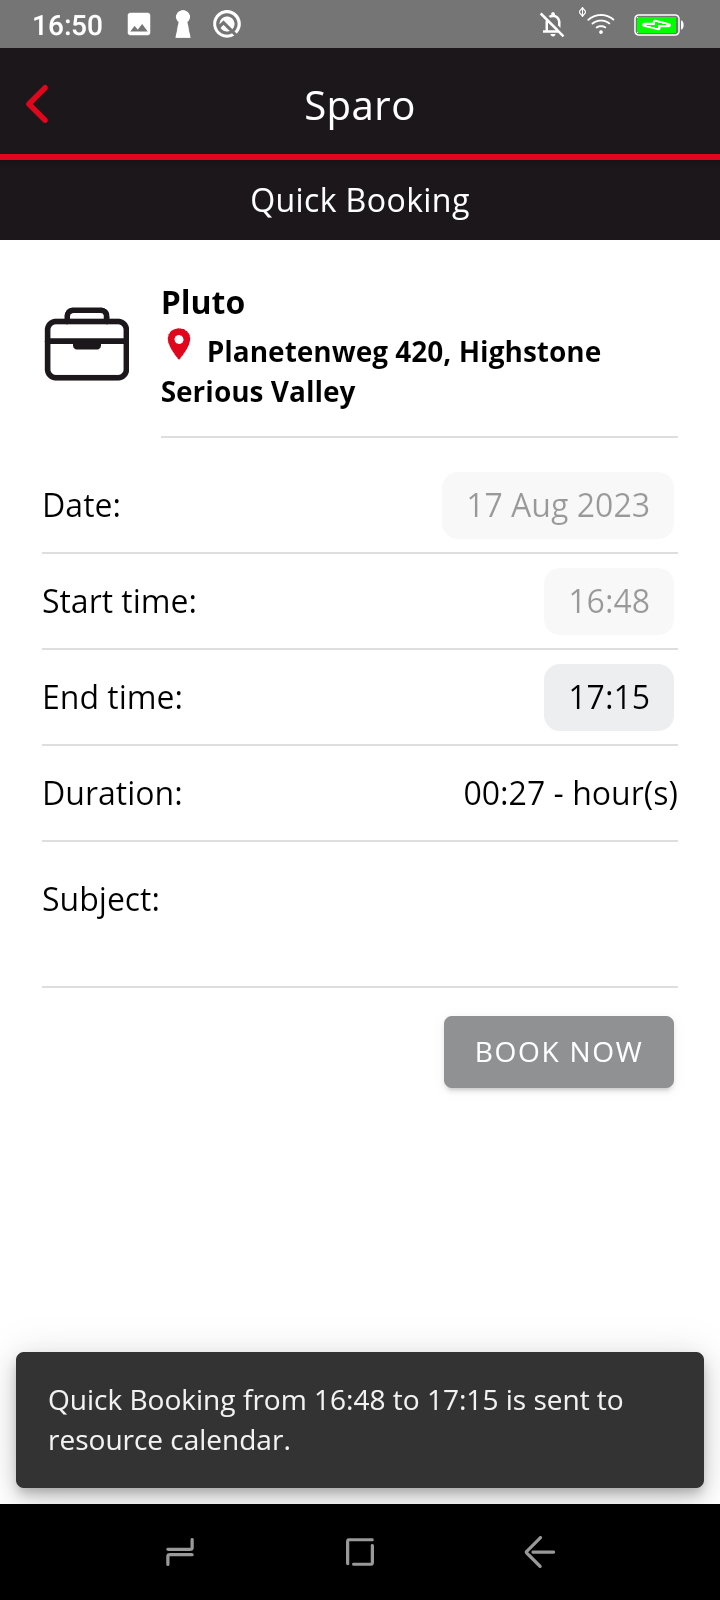 16:50
Sparo
Quick Booking
Pluto
Planetenweg 420, Highstone
Serious Valley
Date: 17 Aug 2023
Start time: 16:48
End time: 17:15
Duration: 00:27 - hour(s)
Subject:
BOOK NOW
Quick Booking from 16:48 to 17:15 is sent to
resource calendar.